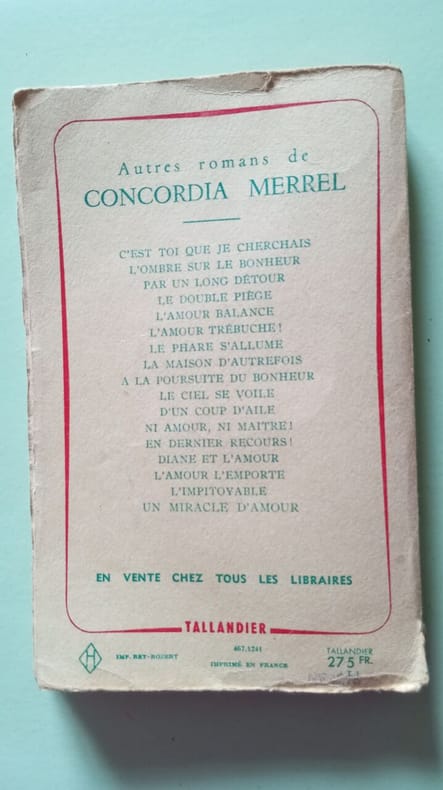 Autres romans de
CONCORDIA MERREL
C'EST TOI QUE JE CHERCHAIS
L'OMBRE SUR LE BONHEUR
PAR UN LONG DÉTOUR
LE DOUBLE PIÈGE
L'AMOUR BALANCE
L'AMOUR TRÉBUCHE!
LE PHARE S'ALLUME
LA MAISON D'AUTREFOIS
A LA POURSUITE DU BONHEUR
LE CIEL SE VOILE
D'UN COUP D'AILE
NI AMOUR, NI MAITRE!
EN DERNIER RECOURS!
DIANE ET L'AMOUR
L'AMOUR L'EMPORTE
L'IMPITOYABLE
UN MIRACLE D'AMOUR
EN VENTE CHEZ TOUS LES LIBRAIRES
TALLANDIER
H
IMP.
467.1241
IMPRIMÉ EN FRANCE
TALLANDIER
275 FR.